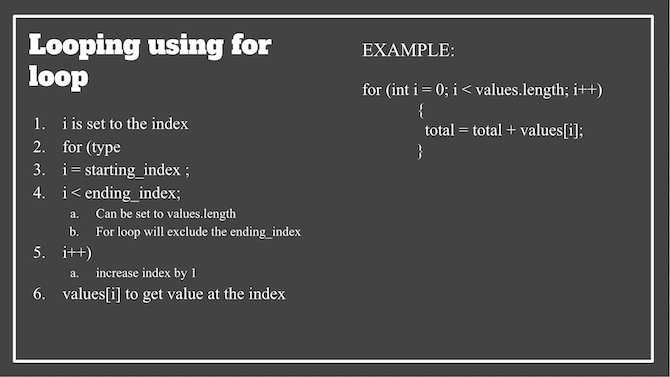 Looping using for
loop
1. i is set to the index
2. for (type
3. i = starting_index ;
4. i < ending_index;
a. Can be set to values.length
b. For loop will exclude the ending_index
5. i++)
a. increase index by 1
6. values[i] to get value at the index
EXAMPLE:
for (int i = 0; i < values.length; i++)
{
total = total + values[i];
}